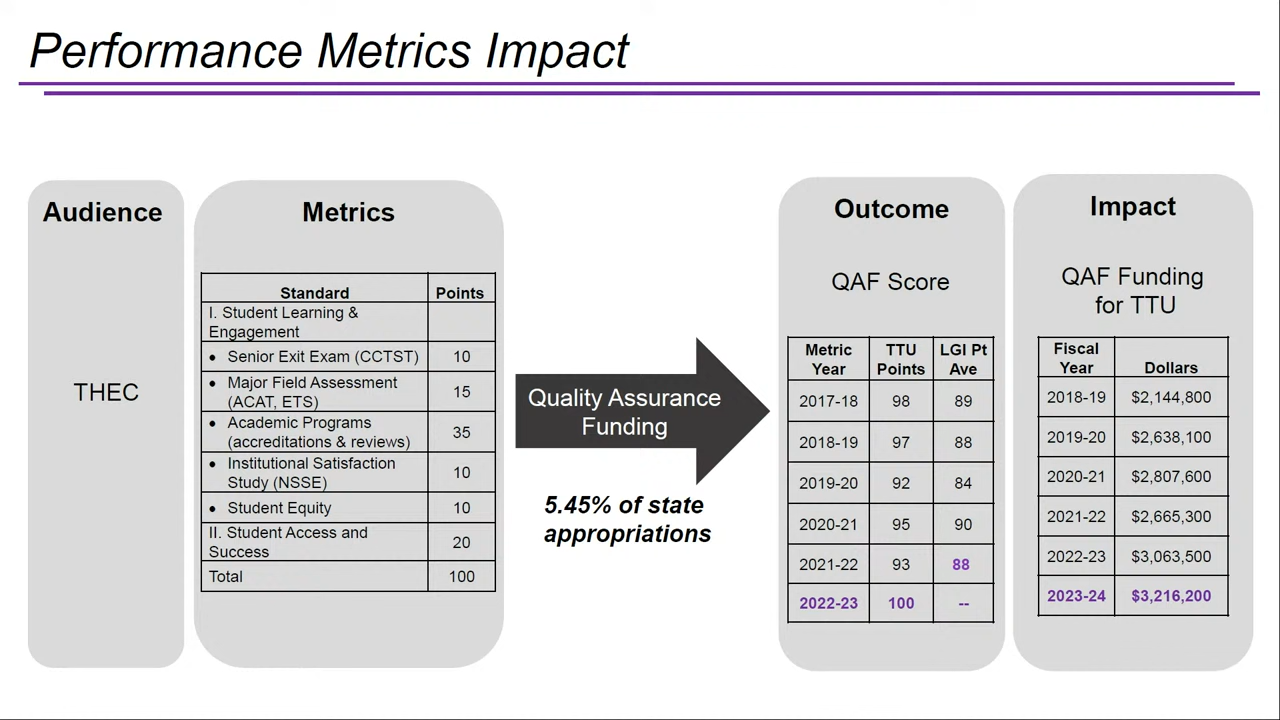 Performance Metrics Impact
Audience
THEC
Metrics
Standard Points
I. Student Learning &
Engagement
• Senior Exit Exam (CCTST) 10
• Major Field Assessment
(ACAT, ETS) 15
• Academic Programs
(accreditations & reviews) 35
• Institutional Satisfaction
Study (NSSE) 10
• Student Equity 10
II. Student Access and
Success 20
Total 100
Quality Assurance
Funding
5.45% of state
appropriations
Outcome
QAF Score
Metric Year TTU Points LGI Pt Ave
2017-18 98 89
2018-19 97 88
2019-20 92 84
2020-21 95 90
2021-22 93 88
2022-23 100 --
Impact
QAF Funding
for TTU
Fiscal Year Dollars
2018-19 $2,144,800
2019-20 $2,638,100
2020-21 $2,807,600
2021-22 $2,665,300
2022-23 $3,063,500
2023-24 $3,216,200